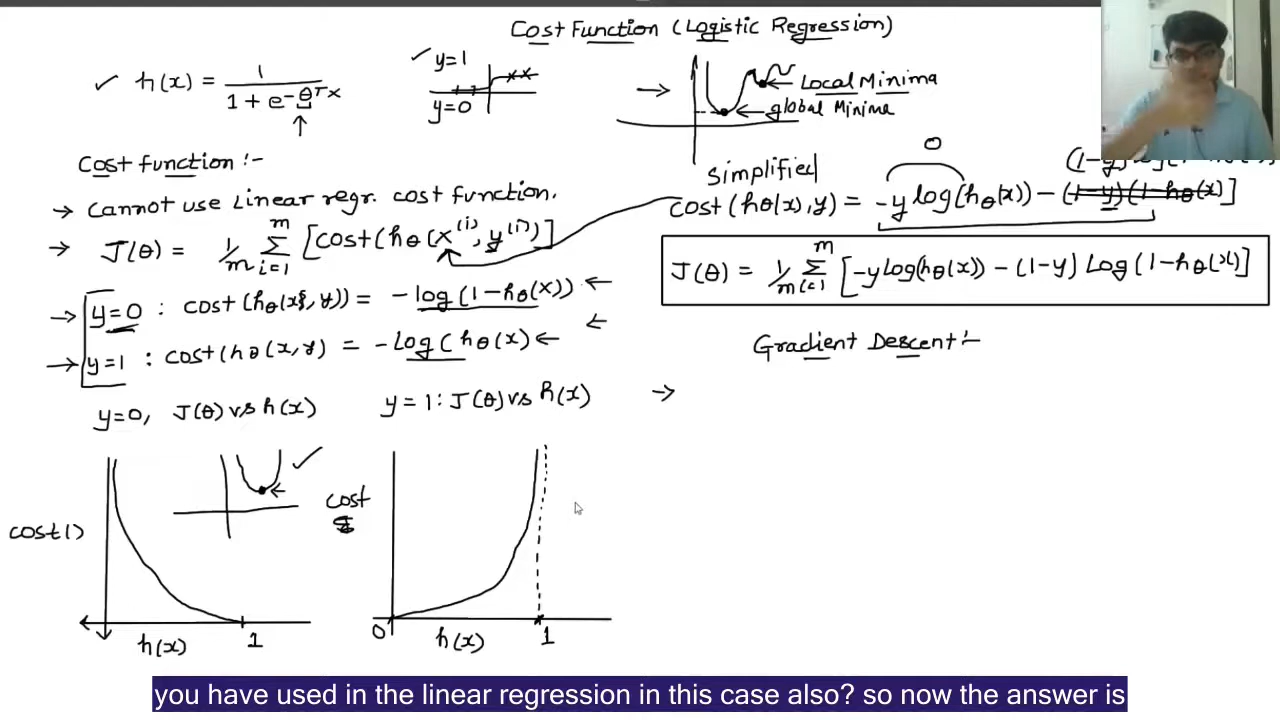 Cost Function (Logistic Regression)
h(x) = 1 / 1 + e^-θᵀx
y=1
y=0
Local Minima
global Minima
Cost function :-
→ Cannot use Linear regr. cost function.
→ J(θ) = 1/m Σ i=1 m [cost(hθ(x⁽ⁱ⁾, y⁽ⁱ⁾)]
→ y=0 : cost(hθ(x), y)) = -log(1-hθ(x)) ←
→ y=1 : cost(hθ(x, y) = -Log(hθ(x) ←
←
y=0, J(θ) vs h(x)
y = 1 : J(θ) vs h(x)
cost()
h(x)
1
cost
0
h(x)
1
0
simplified
cost(hθ(x), y) = -y log(hθ(x)) - (1-y)(1-hθ(x)]
J(θ) = 1/m Σ i=1 m [-y log(hθ(x)) - (1-y) Log(1-hθ(x)]
Gradient Descent :-
→
you have used in the linear regression in this case also? so now the answer is